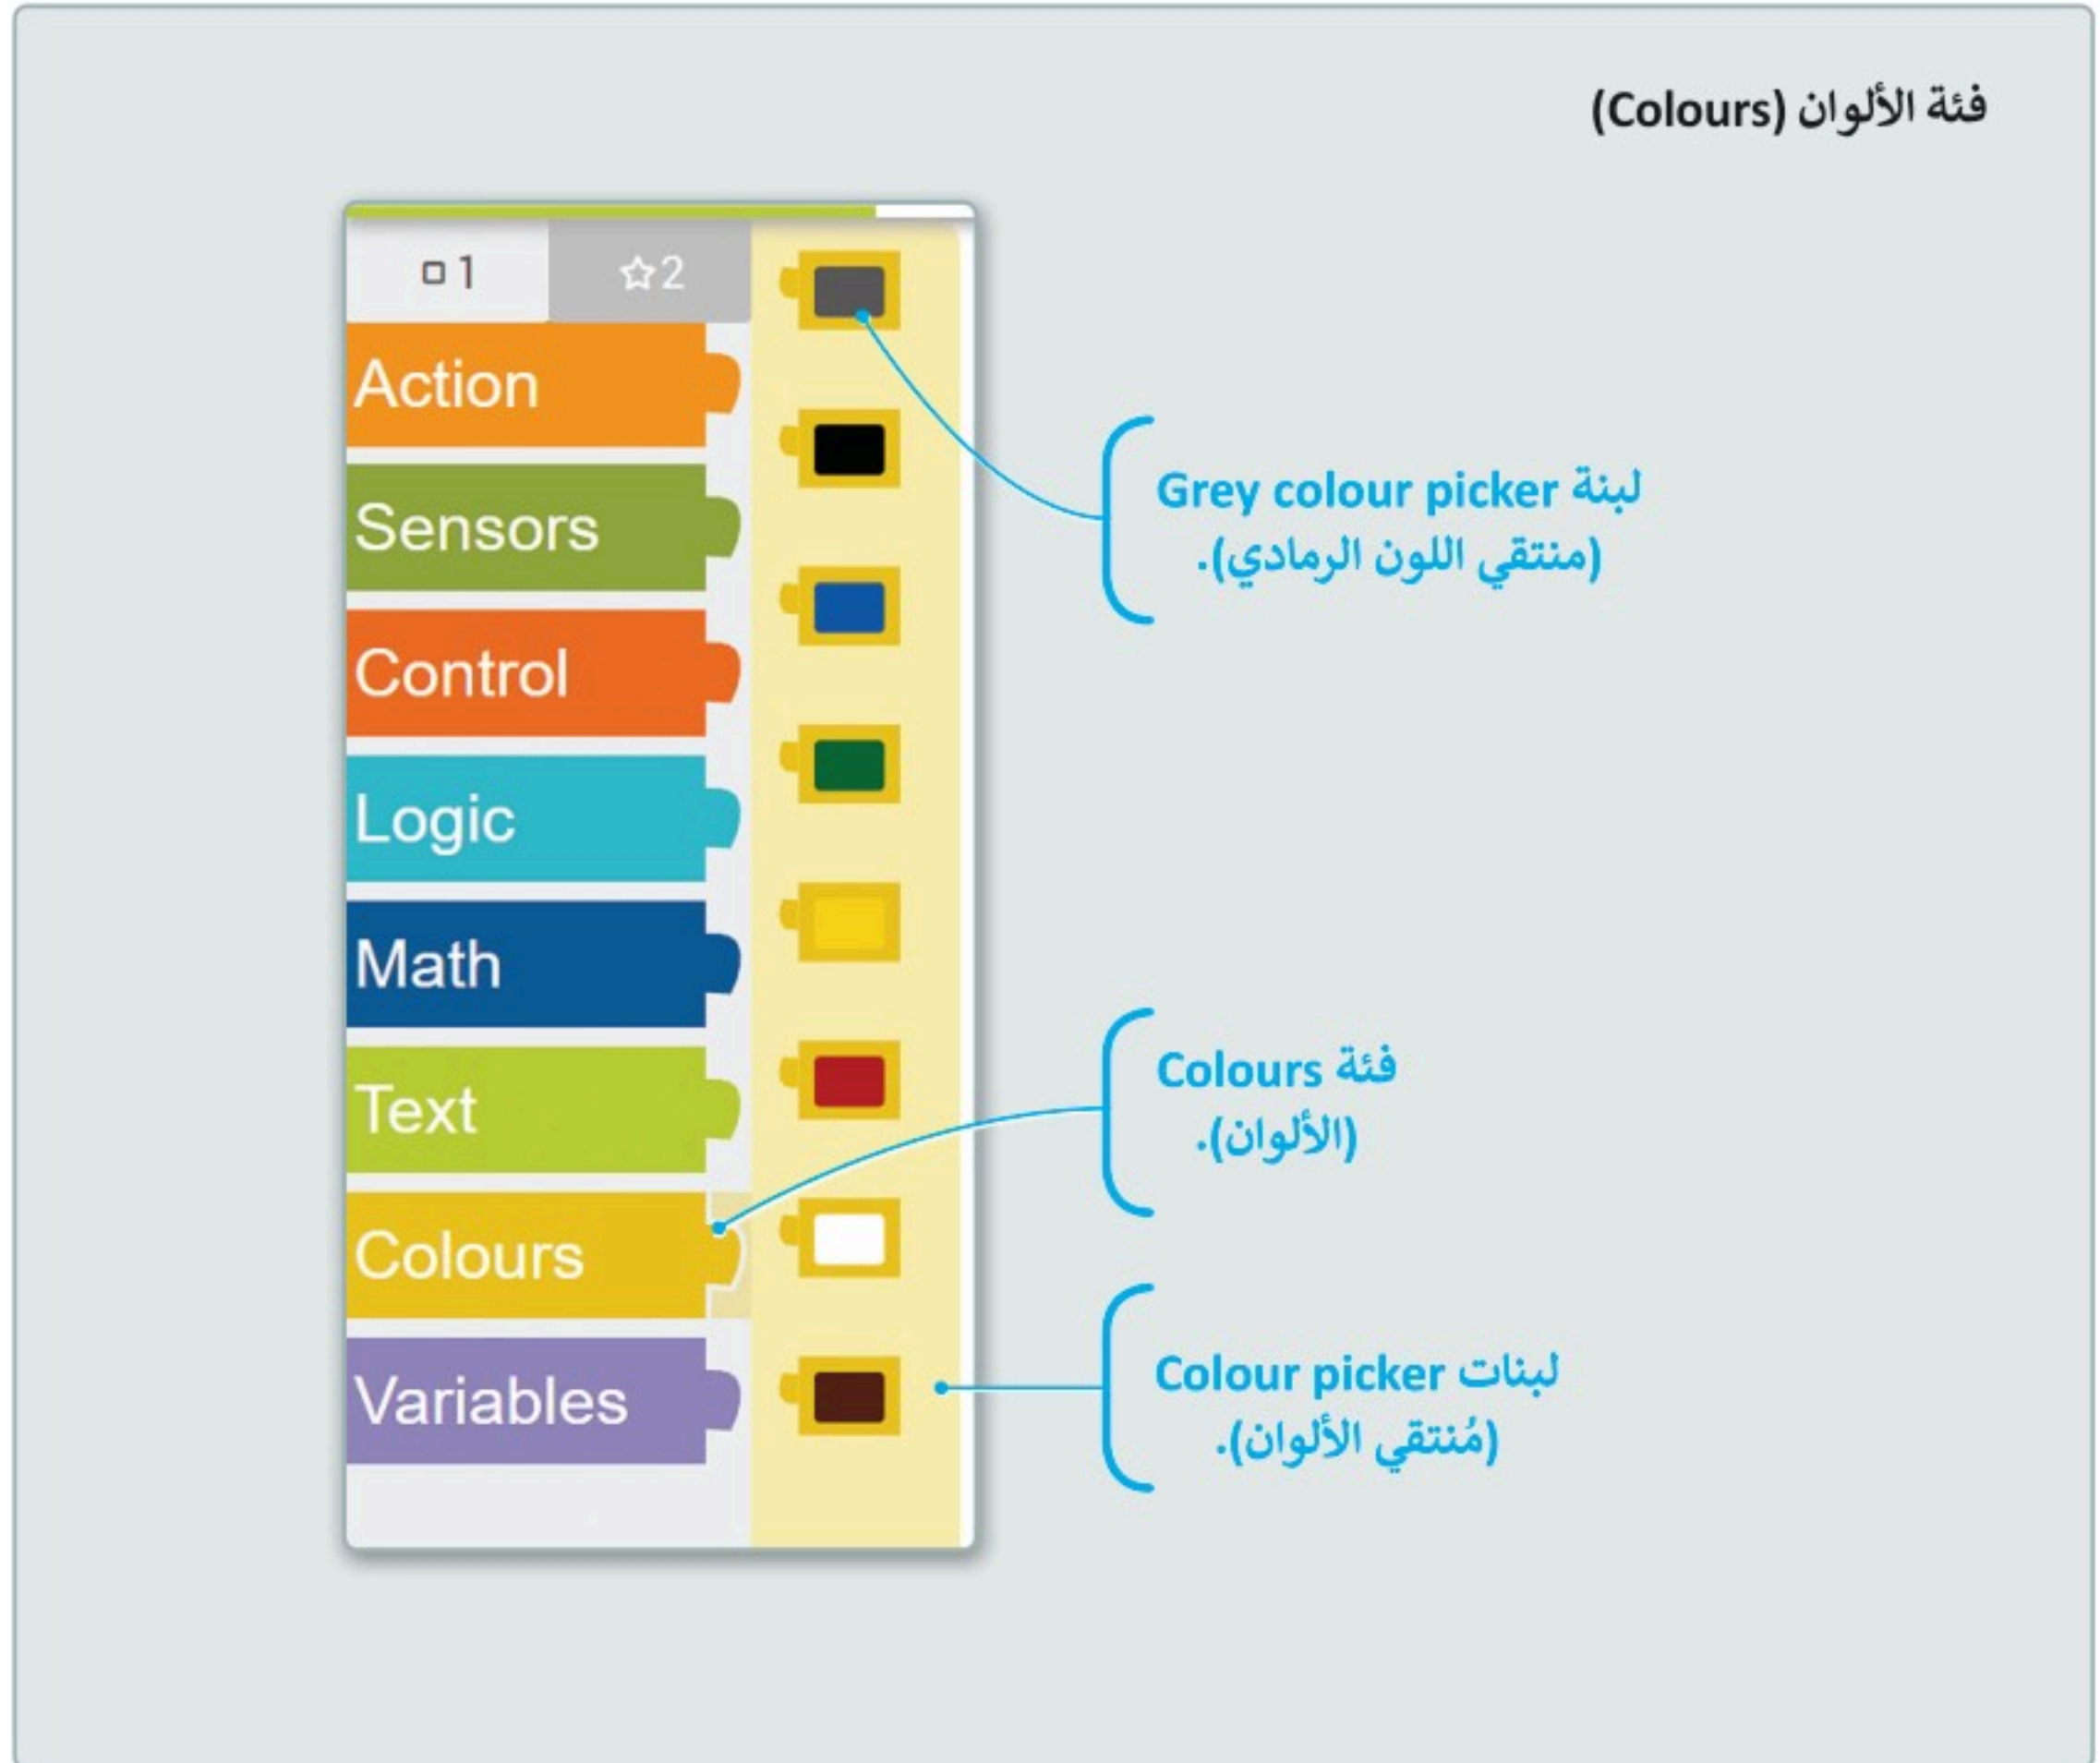 فئة الألوان (Colours)
1
2
Action
Sensors
Control
Logic
Math
Text
Colours
Variables
لبنة Grey colour picker
(منتقي اللون الرمادي).
فئة Colours
(الألوان).
لبنات Colour picker
(مُنتقي الألوان).